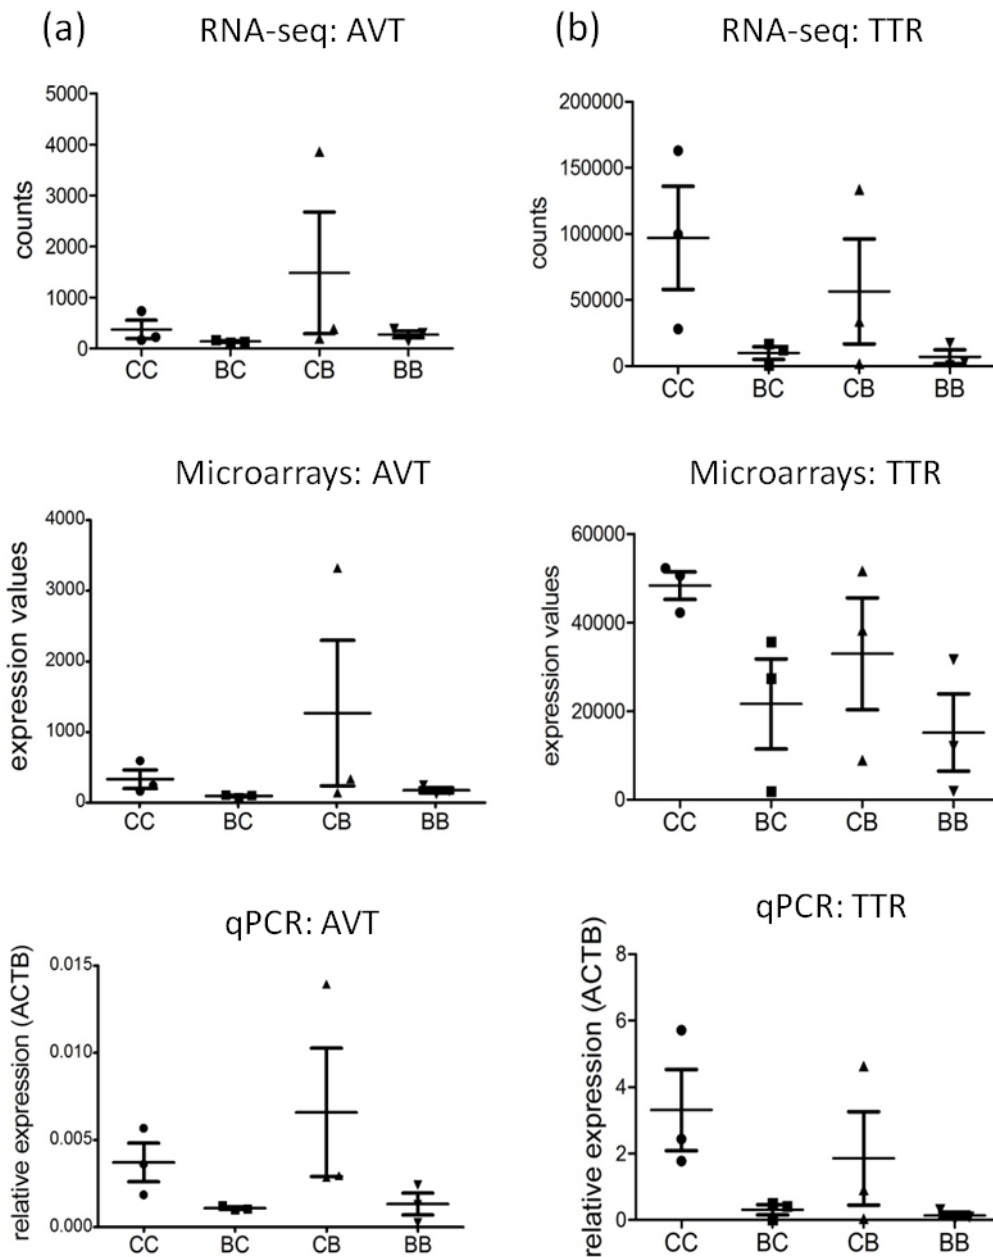 (a) RNA-seq: AVT
5000
4000
3000
2000
1000
0
counts
CC BC CB BB
(b) RNA-seq: TTR
200000
150000
100000
50000
0
counts
CC BC CB BB
Microarrays: AVT
4000
3000
2000
1000
0
expression values
CC BC CB BB
Microarrays: TTR
60000
40000
20000
0
expression values
CC BC CB BB
qPCR: AVT
0.015
0.010
0.005
0.000
relative expression (ACTB)
CC BC CB BB
qPCR: TTR
8
6
4
2
0
relative expression (ACTB)
CC BC CB BB